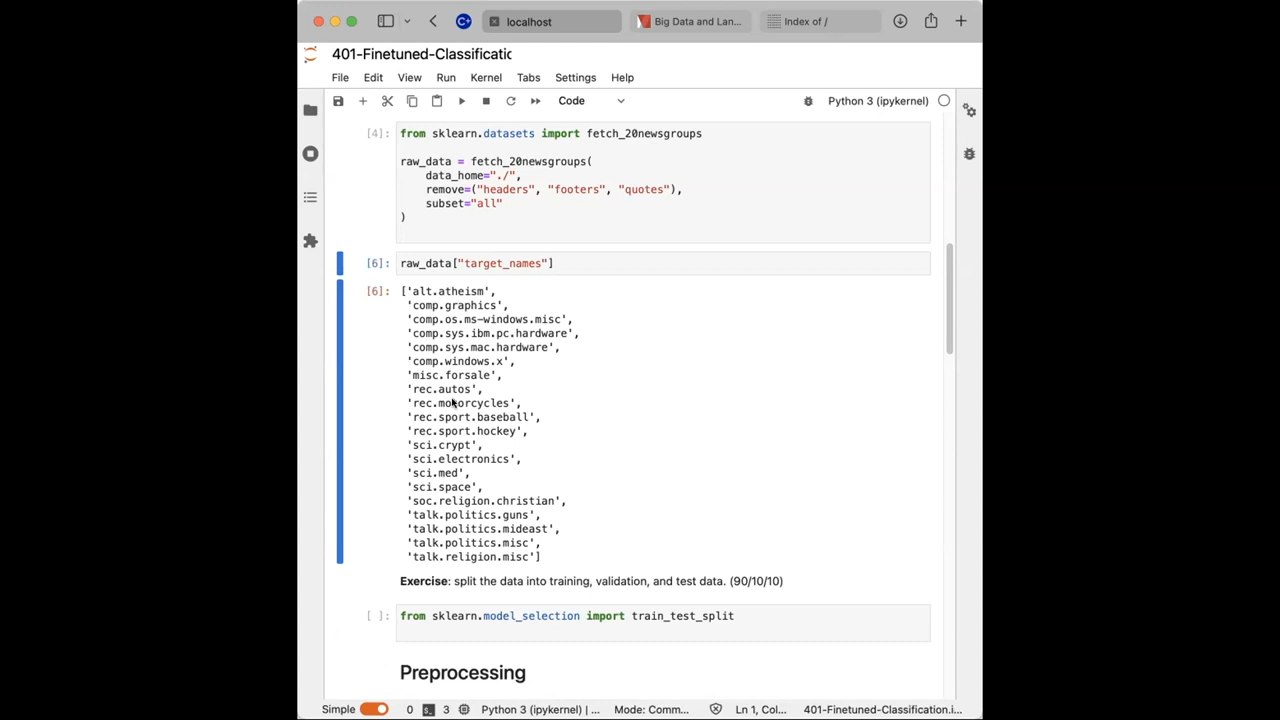 localhost
Big Data and Lan...
Index of /
401-Finetuned-Classificatic
File Edit View Run Kernel Tabs Settings Help
Code
Python 3 (ipykernel)
[4]:
from sklearn.datasets import fetch_20newsgroups
raw_data = fetch_20newsgroups(
data_home="./",
remove=("headers", "footers", "quotes"),
subset="all"
)
[6]: raw_data["target_names"]
[6]: ['alt.atheism',
'comp.graphics',
'comp.os.ms-windows.misc',
'comp.sys.ibm.pc.hardware',
'comp.sys.mac.hardware',
'comp.windows.x',
'misc.forsale',
'rec.autos',
'rec.motorcycles',
'rec.sport.baseball',
'rec.sport.hockey',
'sci.crypt',
'sci.electronics',
'sci.med',
'sci.space',
'soc.religion.christian',
'talk.politics.guns',
'talk.politics.mideast',
'talk.politics.misc',
'talk.religion.misc']
Exercise: split the data into training, validation, and test data. (90/10/10)
[ ]: from sklearn.model_selection import train_test_split
Preprocessing
Simple 0 3 Python 3 (ipykernel) | ... Mode: Comm... Ln 1, Col... 401-Finetuned-Classification.i...